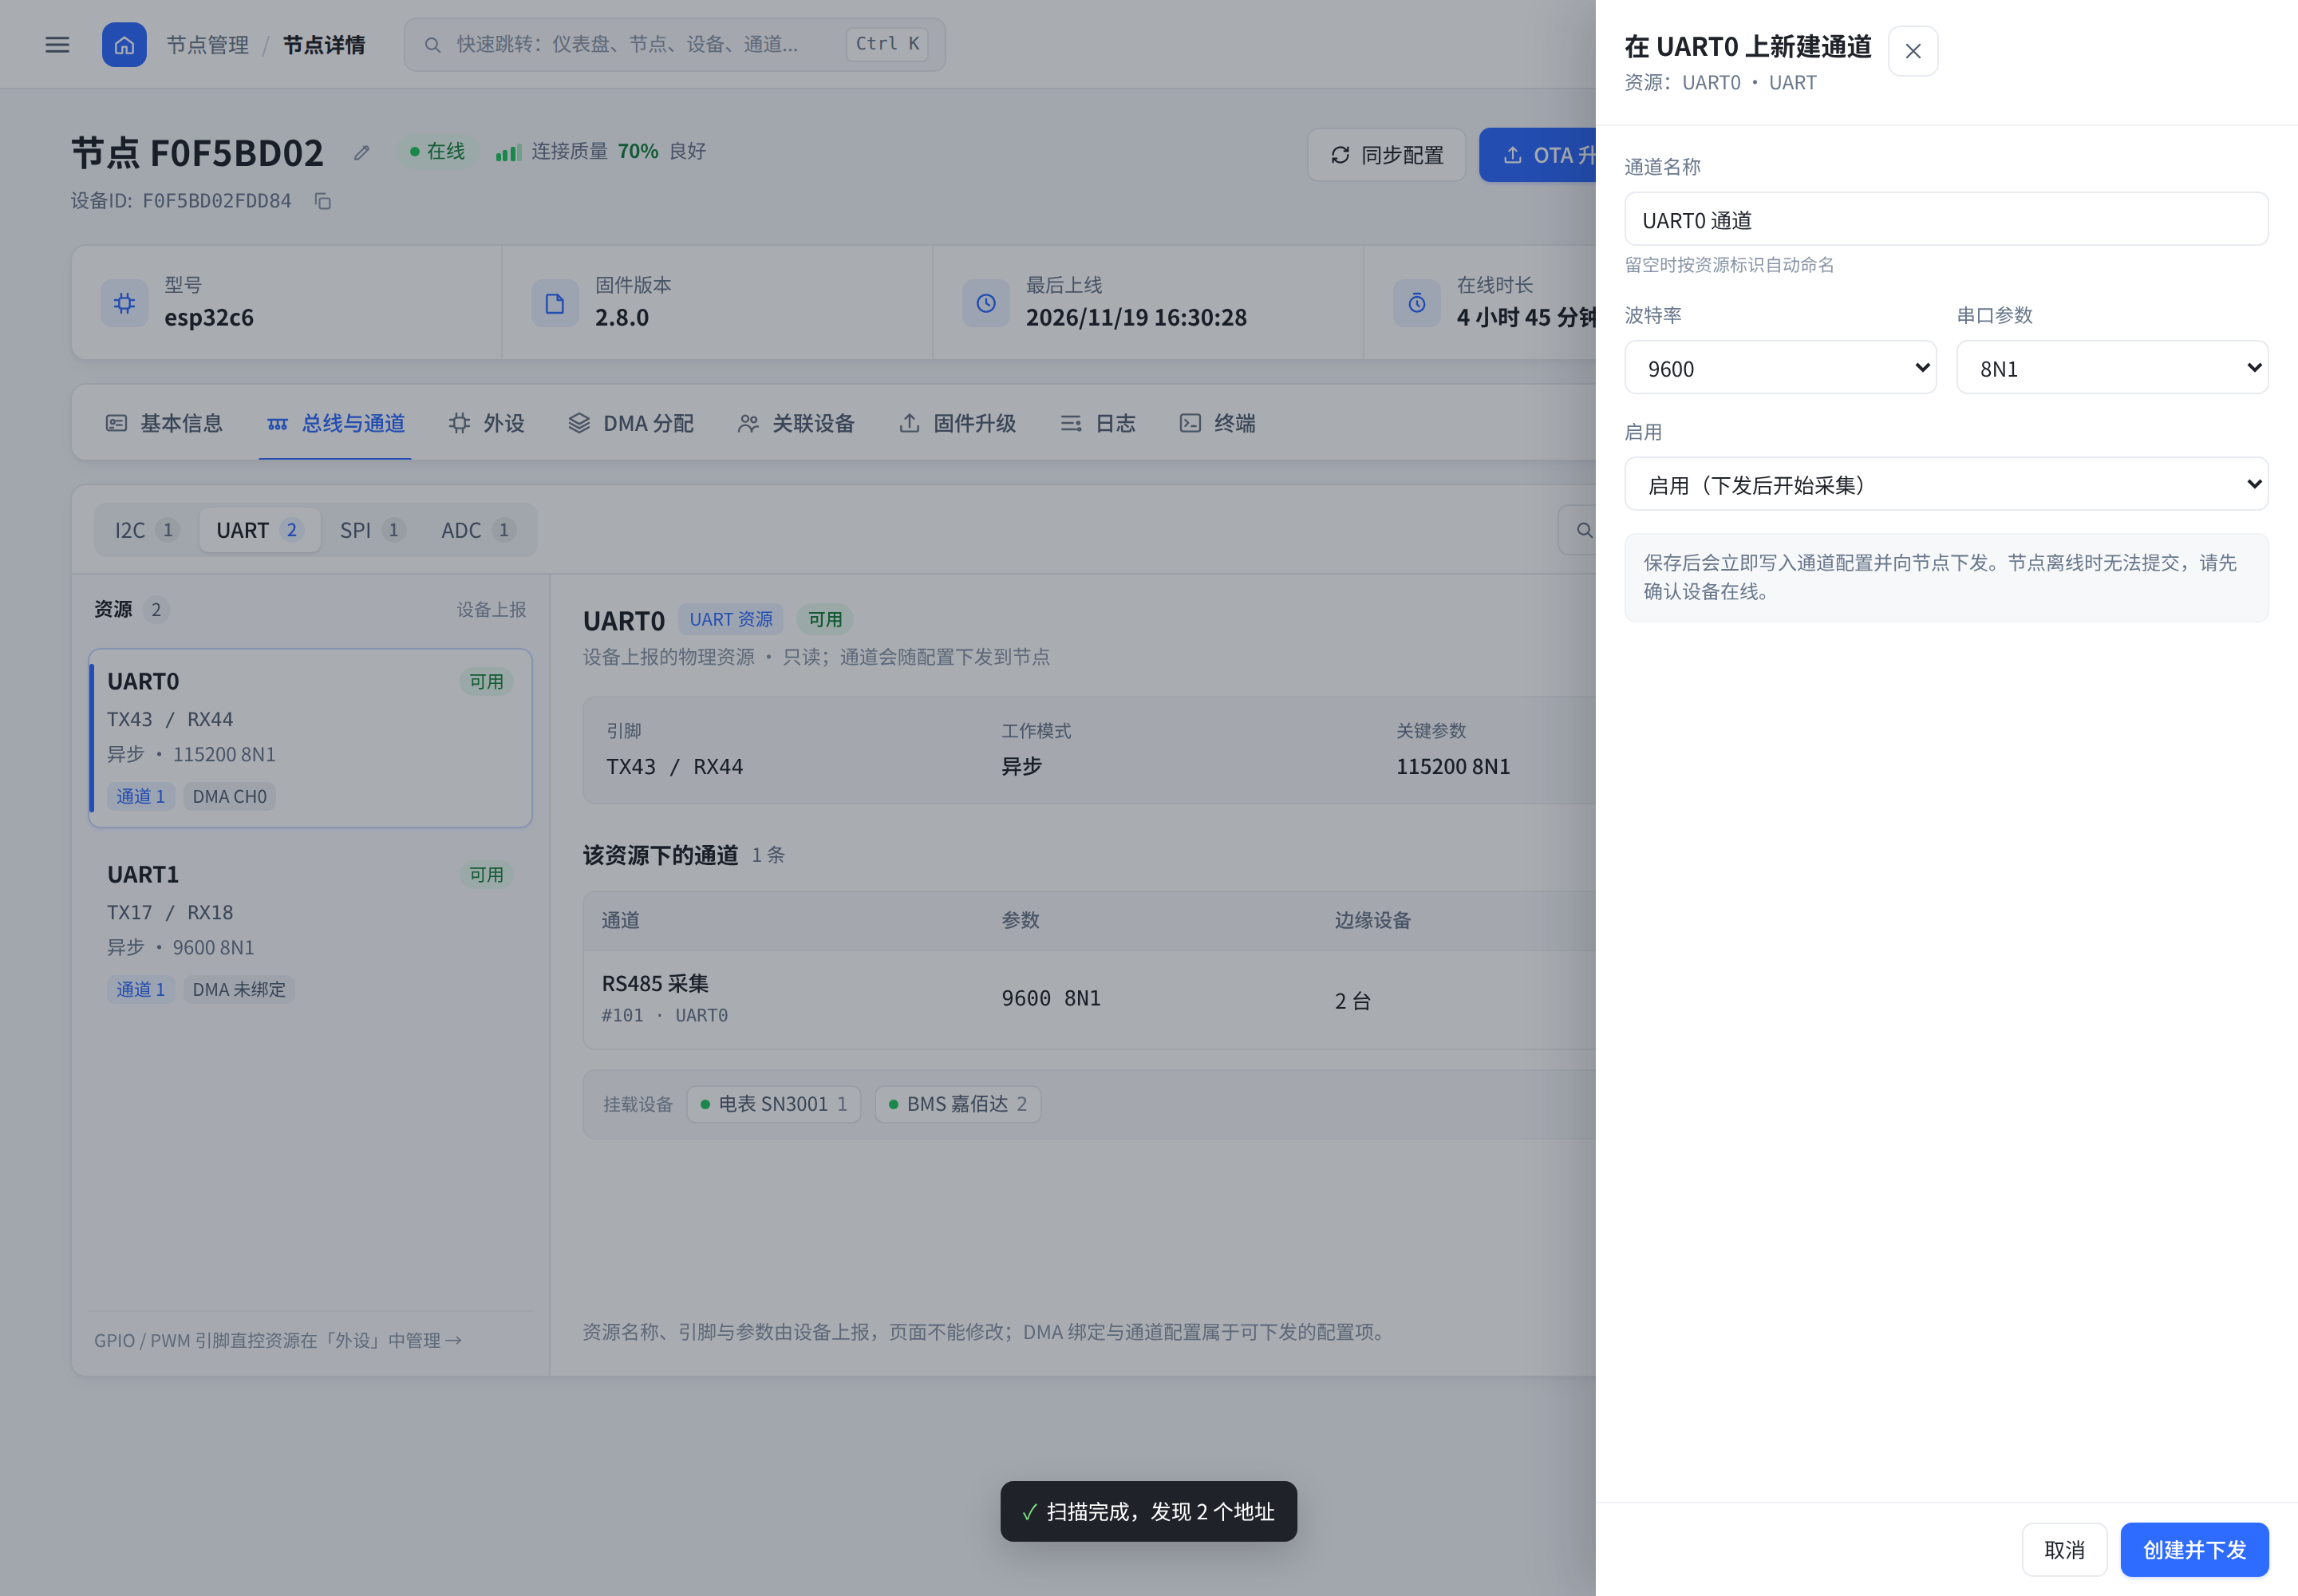 节点管理 / 节点详情
快速跳转：仪表盘、节点、设备、通道... Ctrl K
节点 F0F5BD02 在线 连接质量 70% 良好
同步配置 OTA 升
设备ID: F0F5BD02FDD84
型号
esp32c6
固件版本
2.8.0
最后上线
2026/11/19 16:30:28
在线时长
4 小时 45 分钟
基本信息 总线与通道 外设 DMA 分配 关联设备 固件升级 日志 终端
I2C 1 UART 2 SPI 1 ADC 1
资源 2 设备上报
UART0 可用
TX43 / RX44
异步 • 115200 8N1
通道 1 DMA CH0
UART1 可用
TX17 / RX18
异步 • 9600 8N1
通道 1 DMA 未绑定
GPIO / PWM 引脚直控资源在「外设」中管理 →
UART0 UART 资源 可用
设备上报的物理资源 • 只读；通道会随配置下发到节点
引脚 工作模式 关键参数
TX43 / RX44 异步 115200 8N1
该资源下的通道 1 条
通道 参数 边缘设备
RS485 采集 9600 8N1 2 台
#101 · UART0
挂载设备 电表 SN3001 1 BMS 嘉佰达 2
资源名称、引脚与参数由设备上报，页面不能修改；DMA 绑定与通道配置属于可下发的配置项。
✓ 扫描完成，发现 2 个地址
在 UART0 上新建通道
资源：UART0 • UART
通道名称
UART0 通道
留空时按资源标识自动命名
波特率 串口参数
9600 8N1
启用
启用（下发后开始采集）
保存后会立即写入通道配置并向节点下发。节点离线时无法提交，请先
确认设备在线。
取消 创建并下发